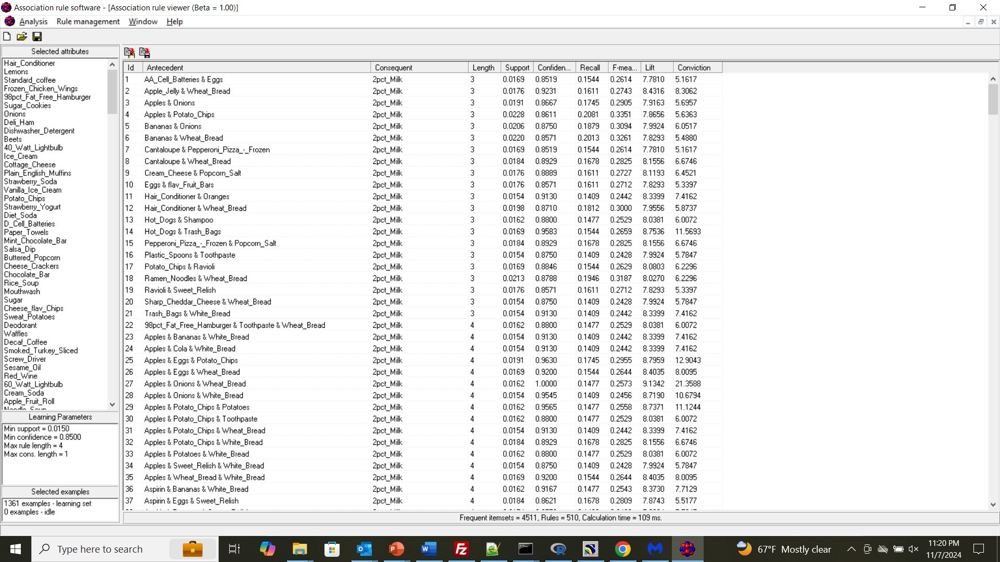 Association rule software - [Association rule viewer (Beta = 1.00)]
Analysis Rule management Window Help
Selected attributes
Hair_Conditioner
Lemons
Standard_coffee
Frozen_Chicken_Wings
98pct_Fat_Free_Hamburger
Sugar_Cookies
Onions
Deli_Ham
Dishwasher_Detergent
Beets
40_Watt_Lightbulb
Ice_Cream
Cottage_Cheese
Plain_English_Muffins
Strawberry_Soda
Vanilla_Ice_Cream
Potato_Chips
Strawberry_Yogurt
Diet_Soda
D_Cell_Batteries
Paper_Towels
Mint_Chocolate_Bar
Salsa_Dip
Buttered_Popcorn
Cheese_Crackers
Chocolate_Bar
Rice_Soup
Mouthwash
Sugar
Cheese_flav_Chips
Sweat_Potatoes
Deodorant
Waffles
Decaf_Coffee
Smoked_Turkey_Sliced
Screw_Driver
Sesame_Oil
Red_Wine
60_Watt_Lightbulb
Cream_Soda
Apple_Fruit_Roll
Noodle_Soup
Learning Parameters
Min support = 0.0150
Min confidence = 0.8500
Max rule length = 4
Max cons. length = 1
Selected examples
1361 examples - learning set
0 examples - idle
Id Antecedent Consequent Length Support Confiden... Recall F-mea... Lift Conviction
1 AA_Cell_Batteries & Eggs 2pct_Milk 3 0.0169 0.8519 0.1544 0.2614 7.7810 5.1617
2 Apple_Jelly & Wheat_Bread 2pct_Milk 3 0.0176 0.9231 0.1611 0.2743 8.4316 8.3062
3 Apples & Onions 2pct_Milk 3 0.0191 0.8667 0.1745 0.2905 7.9163 5.6957
4 Apples & Potato_Chips 2pct_Milk 3 0.0228 0.8611 0.2081 0.3351 7.8656 5.6363
5 Bananas & Onions 2pct_Milk 3 0.0206 0.8750 0.1879 0.3094 7.9924 6.0517
6 Bananas & Wheat_Bread 2pct_Milk 3 0.0220 0.8571 0.2013 0.3261 7.8293 5.4880
7 Cantaloupe & Pepperoni_Pizza_-_Frozen 2pct_Milk 3 0.0169 0.8519 0.1544 0.2614 7.7810 5.1617
8 Cantaloupe & Wheat_Bread 2pct_Milk 3 0.0184 0.8929 0.1678 0.2825 8.1556 6.6746
9 Cream_Cheese & Popcorn_Salt 2pct_Milk 3 0.0176 0.8889 0.1611 0.2727 8.1193 6.4521
10 Eggs & flav_Fruit_Bars 2pct_Milk 3 0.0176 0.8571 0.1611 0.2712 7.8293 5.3397
11 Hair_Conditioner & Oranges 2pct_Milk 3 0.0154 0.9130 0.1409 0.2442 8.3399 7.4162
12 Hair_Conditioner & Wheat_Bread 2pct_Milk 3 0.0198 0.8710 0.1812 0.3000 7.9556 5.8737
13 Hot_Dogs & Shampoo 2pct_Milk 3 0.0162 0.8800 0.1477 0.2529 8.0381 6.0072
14 Hot_Dogs & Trash_Bags 2pct_Milk 3 0.0169 0.9583 0.1544 0.2659 8.7536 11.5693
15 Pepperoni_Pizza_-_Frozen & Popcorn_Salt 2pct_Milk 3 0.0184 0.8929 0.1678 0.2825 8.1556 6.6746
16 Plastic_Spoons & Toothpaste 2pct_Milk 3 0.0154 0.8750 0.1409 0.2428 7.9924 5.7847
17 Potato_Chips & Ravioli 2pct_Milk 3 0.0169 0.8846 0.1544 0.2629 8.0803 6.2296
18 Ramen_Noodles & Wheat_Bread 2pct_Milk 3 0.0213 0.8788 0.1946 0.3187 8.0270 6.2296
19 Ravioli & Sweet_Relish 2pct_Milk 3 0.0176 0.8571 0.1611 0.2712 7.8293 5.3397
20 Sharp_Cheddar_Cheese & Wheat_Bread 2pct_Milk 3 0.0154 0.8750 0.1409 0.2428 7.9924 5.7847
21 Trash_Bags & White_Bread 2pct_Milk 3 0.0154 0.9130 0.1409 0.2442 8.3399 7.4162
22 98pct_Fat_Free_Hamburger & Toothpaste & Wheat_Bread 2pct_Milk 4 0.0162 0.8800 0.1477 0.2529 8.0381 6.0072
23 Apples & Bananas & White_Bread 2pct_Milk 4 0.0154 0.9130 0.1409 0.2442 8.3399 7.4162
24 Apples & Cola & White_Bread 2pct_Milk 4 0.0154 0.9130 0.1409 0.2442 8.3399 7.4162
25 Apples & Eggs & Potato_Chips 2pct_Milk 4 0.0191 0.9630 0.1745 0.2955 8.7959 12.9043
26 Apples & Eggs & Wheat_Bread 2pct_Milk 4 0.0169 0.9200 0.1544 0.2644 8.4035 8.0095
27 Apples & Onions & Wheat_Bread 2pct_Milk 4 0.0162 1.0000 0.1477 0.2573 9.1342 21.3588
28 Apples & Onions & White_Bread 2pct_Milk 4 0.0154 0.9545 0.1409 0.2456 8.7190 10.6794
29 Apples & Potato_Chips & Potatoes 2pct_Milk 4 0.0162 0.9565 0.1477 0.2558 8.7371 11.1244
30 Apples & Potato_Chips & Toothpaste 2pct_Milk 4 0.0162 0.8800 0.1477 0.2529 8.0381 6.0072
31 Apples & Potato_Chips & Wheat_Bread 2pct_Milk 4 0.0154 0.9130 0.1409 0.2442 8.3399 7.4162
32 Apples & Potato_Chips & White_Bread 2pct_Milk 4 0.0184 0.8929 0.1678 0.2825 8.1556 6.6746
33 Apples & Potatoes & White_Bread 2pct_Milk 4 0.0162 0.8800 0.1477 0.2529 8.0381 6.0072
34 Apples & Sweet_Relish & White_Bread 2pct_Milk 4 0.0154 0.8750 0.1409 0.2428 7.9924 5.7847
35 Apples & Wheat_Bread & White_Bread 2pct_Milk 4 0.0169 0.9200 0.1544 0.2644 8.4035 8.0095
36 Aspirin & Bananas & White_Bread 2pct_Milk 4 0.0162 0.9167 0.1477 0.2543 8.3730 7.7129
37 Aspirin & Eggs & Sweet_Relish 2pct_Milk 4 0.0184 0.8621 0.1678 0.2809 7.8743 5.5177
Frequent itemsets = 4511, Rules = 510, Calculation time = 109 ms.
Type here to search
67°F Mostly clear
11:20 PM
11/7/2024